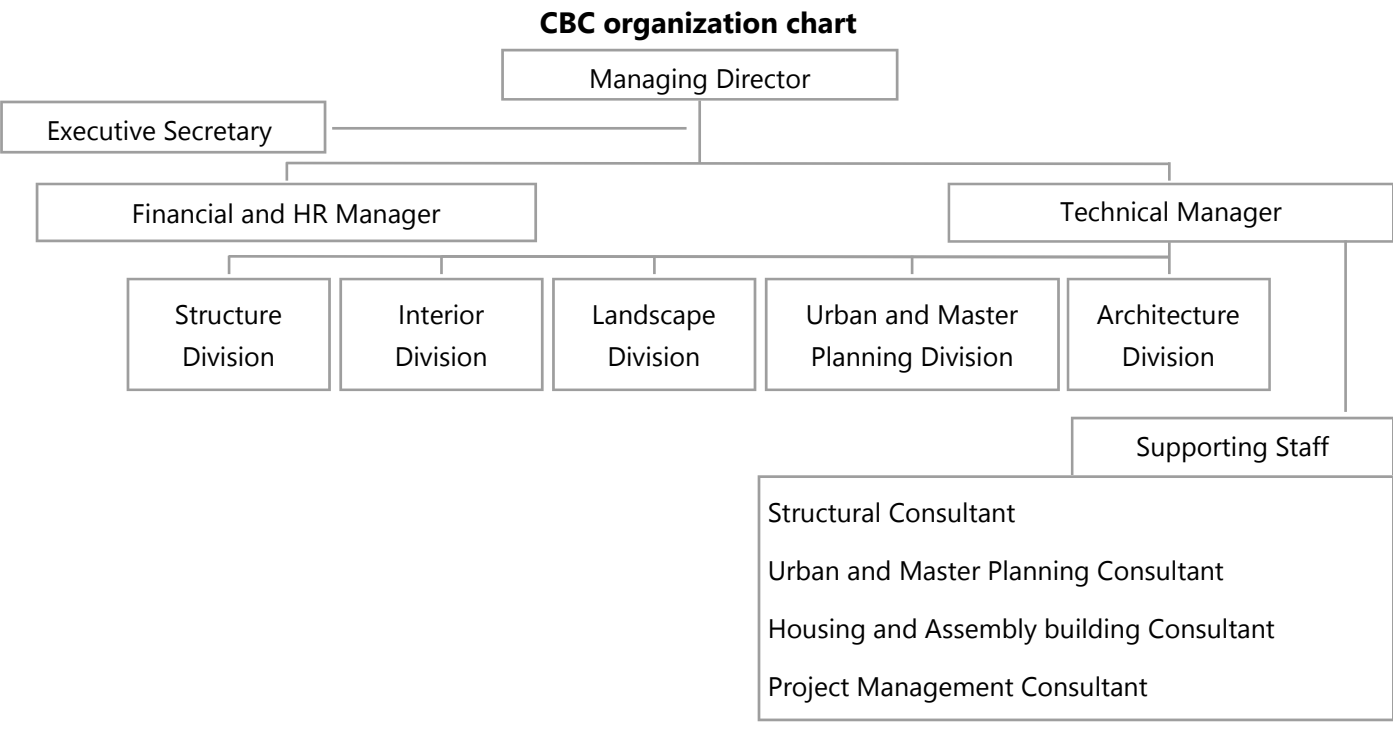 CBC organization chart
Managing Director
Executive Secretary
Financial and HR Manager
Technical Manager
Structure
Division
Interior
Division
Landscape
Division
Urban and Master
Planning Division
Architecture
Division
Supporting Staff
Structural Consultant
Urban and Master Planning Consultant
Housing and Assembly building Consultant
Project Management Consultant